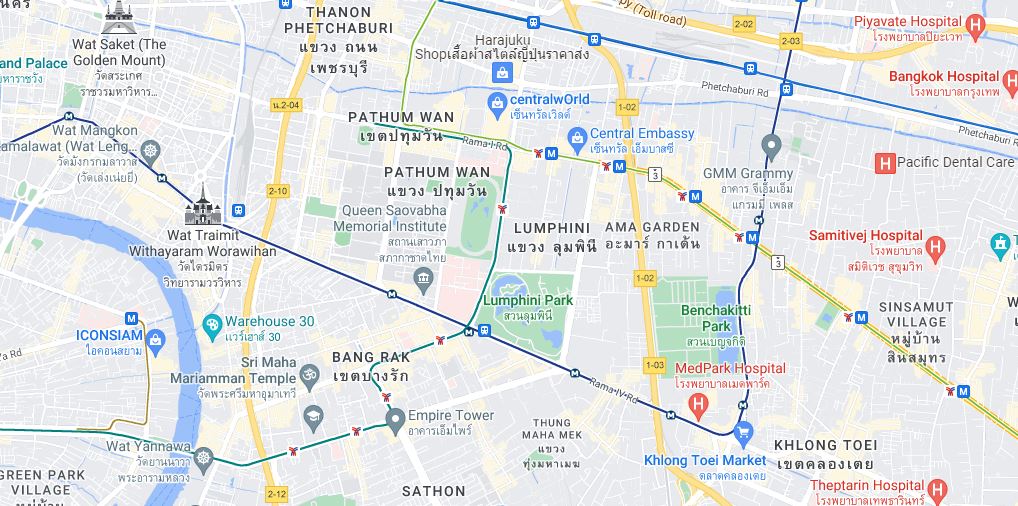 นคร
Wat Saket (The
Golden Mount)
วัดสระเกศ
ราชวรมหาวิหาร...
and Palace
หาราชวัง
THANON
PHETCHABURI
แขวง ถนน
เพชรบุรี
Harajuku
Shopเสื้อผ้าสไตล์ญี่ปุ่นราคาส่ง
(Toll road)
2-02
2-03
Piyavate Hospital
โรงพยาบาลปิยะเวท
Bangkok Hospital
โรงพยาบาลกรุงเทพ
Phetchaburi Rd
Phetchaburi Rd
น.2-04
1-02
centralwOrld
เซ็นทรัลเวิลด์
Central Embassy
เซ็นทรัล เอ็มบาสซี
PATHUM WAN
เขตปทุมวัน
Rama-I-Rd
Wat Mangkon
amalawat (Wat Leng...
วัดมังกรกมลาวาส
(วัดเล่งเน่ยยี่)
GMM Grammy
อาคาร จีเอ็มเอ็ม
แกรมมี่ เพลส
Pacific Dental Care
3
2-10
PATHUM WAN
แขวง ปทุมวัน
Queen Saovabha
Memorial Institute
สถานเสาวภา
สภากาชาดไทย
LUMPHINI
แขวง ลุมพินี
AMA GARDEN
อะมาร์ กาเด้น
Wat Traimit
Withayaram Worawihan
วัดไตรมิตร
วิทยารามวรวิหาร
Samitivej Hospital
โรงพยาบาล
สมิติเวช สุขุมวิท
3
1-02
Lumphini Park
สวนลุมพินี
Benchakitti
Park
สวนเบญจกิติ
SINSAMUT
VILLAGE
หมู่บ้าน
สินสมุทร
ICONSIAM
ไอคอนสยาม
Warehouse 30
แวร์เฮาส์ 30
Sri Maha
Mariamman Temple
วัดพระศรีมหาอุมาเทวี
BANG RAK
เขตบางรัก
1-03
MedPark Hospital
โรงพยาบาลเมดพาร์ค
Rama-IV-Rd
Empire Tower
อาคารเอ็มไพร์
THUNG
MAHA MEK
แขวง
ทุ่งมหาเมฆ
Khlong Toei Market
ตลาดคลองเตย
KHLONG TOEI
เขตคลองเตย
Wat Yannawa
วัดยานนาวา
พระอารามหลวง
GREEN PARK
VILLAGE
หมู่บ้าน
2-12
SATHON
Theptarin Hospital
โรงพยาบาลเทพธารินทร์